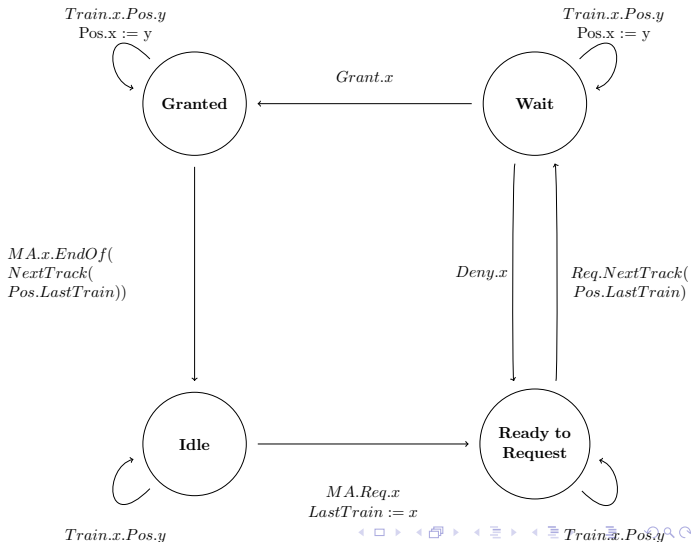 Train.x.Pos.y
Pos.x := y
Train.x.Pos.y
Pos.x := y
Grant.x
Granted
Wait
MA.x.EndOf(
NextTrack(
Pos.LastTrain))
Deny.x
Req.NextTrack(
Pos.LastTrain)
Idle
Ready to
Request
MA.Req.x
LastTrain := x
Train.x.Pos.y
Train.x.Pos.y